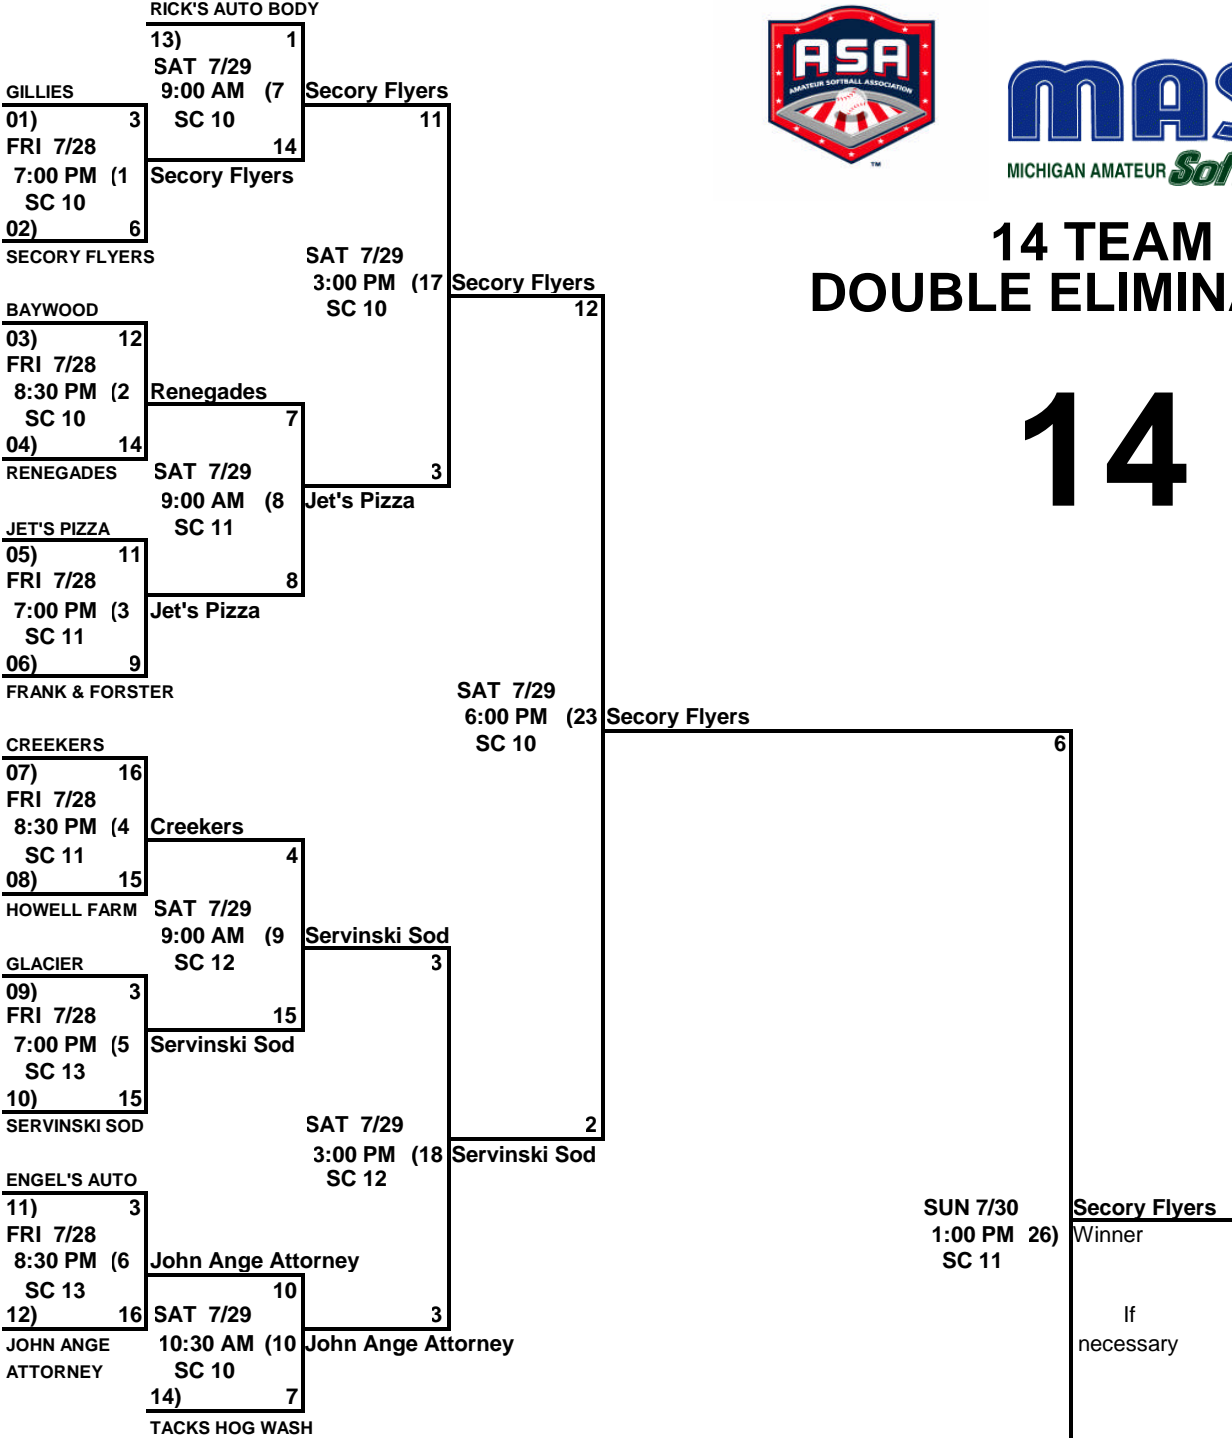 RICK'S AUTO BODY
13) 1
SAT 7/29
9:00 AM (7
SC 10
14
Secory Flyers
GILLIES
01) 3
FRI 7/28
7:00 PM (1
SC 10
02) 6
SECORY FLYERS
Secory Flyers
11
SAT 7/29
3:00 PM (17
SC 10
Secory Flyers
12
BAYWOOD
03) 12
FRI 7/28
8:30 PM (2
SC 10
04) 14
RENEGADES
Renegades
7
SAT 7/29
9:00 AM (8
SC 11
8
Jet's Pizza
3
Jet's Pizza
JET'S PIZZA
05) 11
FRI 7/28
7:00 PM (3
SC 11
06) 9
FRANK & FORSTER
SAT 7/29
6:00 PM (23
SC 10
Secory Flyers
6
CREEKERS
07) 16
FRI 7/28
8:30 PM (4
SC 11
08) 15
HOWELL FARM
Creekers
4
SAT 7/29
9:00 AM (9
SC 12
15
Servinski Sod
Servinski Sod
3
GLACIER
09) 3
FRI 7/28
7:00 PM (5
SC 13
10) 15
SERVINSKI SOD
SAT 7/29
3:00 PM (18
SC 12
2
Servinski Sod
ENGEL'S AUTO
11) 3
FRI 7/28
8:30 PM (6
SC 13
12) 16
JOHN ANGE
ATTORNEY
John Ange Attorney
10
SAT 7/29
10:30 AM (10
SC 10
14) 7
TACKS HOG WASH
3
John Ange Attorney
SUN 7/30
1:00 PM 26)
SC 11
Secory Flyers
Winner
If
necessary
ASA
AMATEUR SOFTBALL ASSOCIATION
TM
MAS
MICHIGAN AMATEUR Sof
14 TEAM
DOUBLE ELIMINA
14